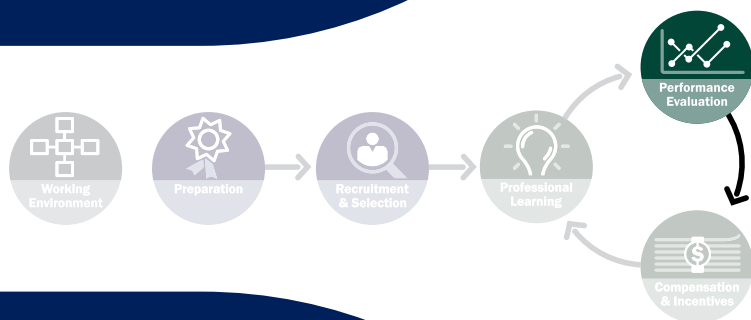 Working
Environment
Preparation
Recruitment
& Selection
Professional
Learning
Performance
Evaluation
$
Compensation
& Incentives